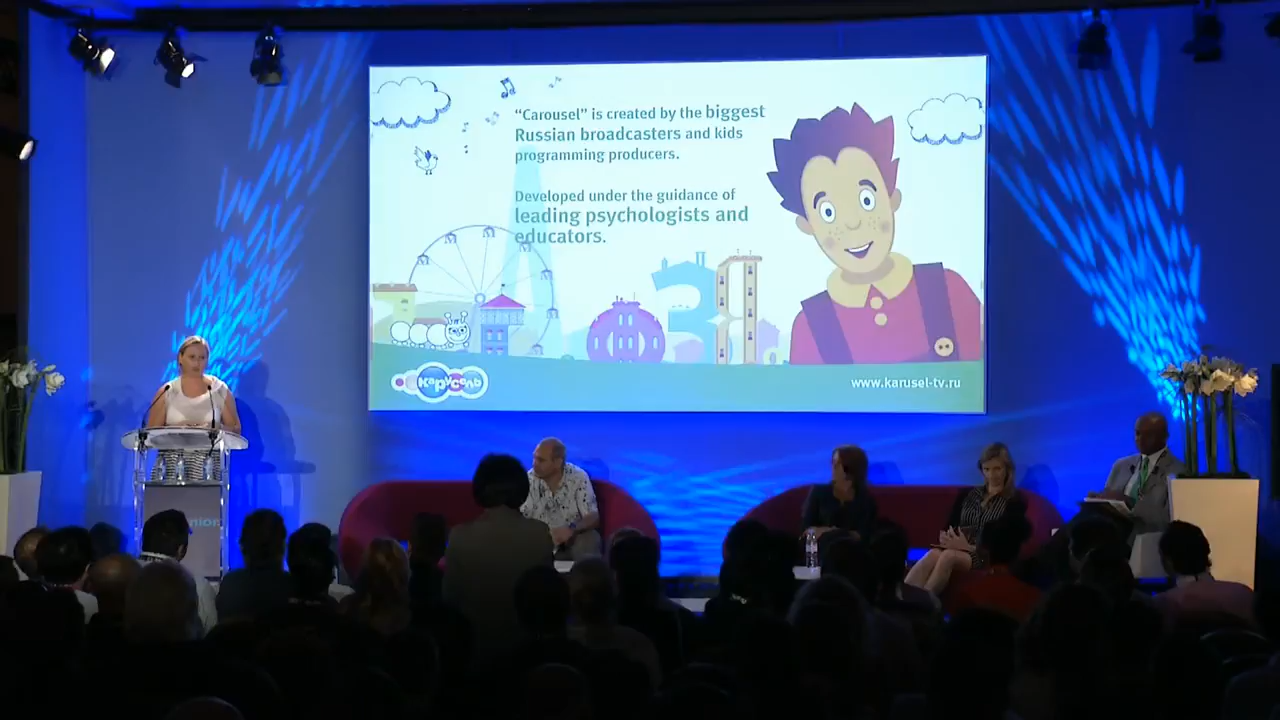 “Carousel” is created by the biggest
Russian broadcasters and kids
programming producers.
Developed under the guidance of
leading psychologists and
educators.
Карусель
www.karusel-tv.ru